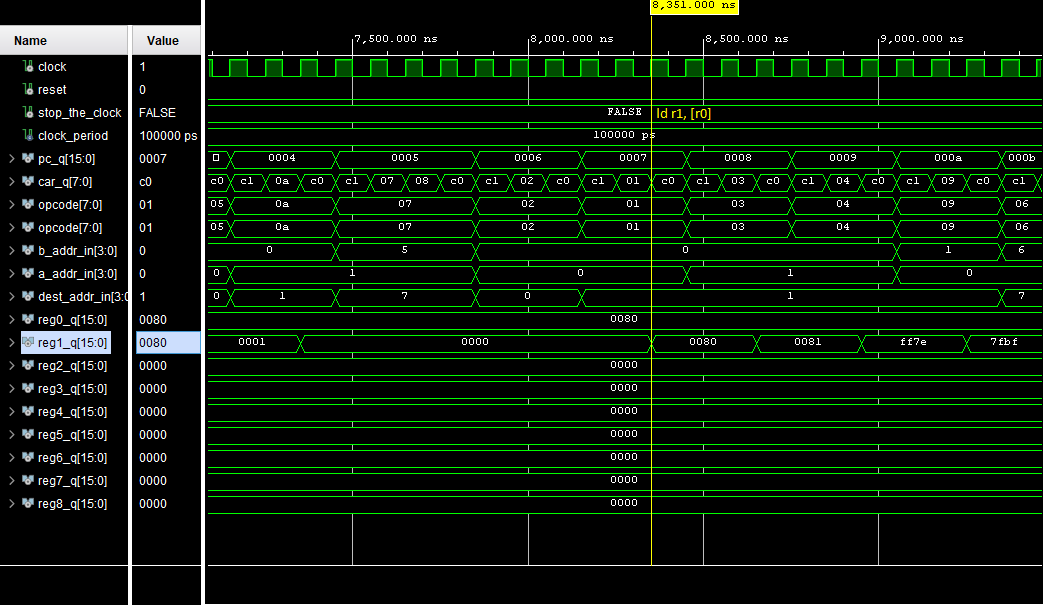 8,351.000 ns
Name Value
7,500.000 ns 8,000.000 ns 8,500.000 ns 9,000.000 ns
clock 1
reset 0
stop_the_clock FALSE FALSE ld r1, [r0]
clock_period 100000 ps 100000 ps
pc_q[15:0] 0007 0004 0005 0006 0007 0008 0009 000a 000b
car_q[7:0] c0 c0 c1 0a c0 c1 07 08 c0 c1 02 c0 c1 01 c0 c1 03 c0 c1 04 c0 c1 09 c0 c1
opcode[7:0] 01 05 0a 07 02 01 03 04 09 06
opcode[7:0] 01 05 0a 07 02 01 03 04 09 06
b_addr_in[3:0] 0 0 5 0 1 6
a_addr_in[3:0] 0 0 1 0 1 0
dest_addr_in[3:0 1 0 1 7 0 1 7
reg0_q[15:0] 0080 0080
reg1_q[15:0] 0080 0001 0000 0080 0081 ff7e 7fbf
reg2_q[15:0] 0000 0000
reg3_q[15:0] 0000 0000
reg4_q[15:0] 0000 0000
reg5_q[15:0] 0000 0000
reg6_q[15:0] 0000 0000
reg7_q[15:0] 0000 0000
reg8_q[15:0] 0000 0000